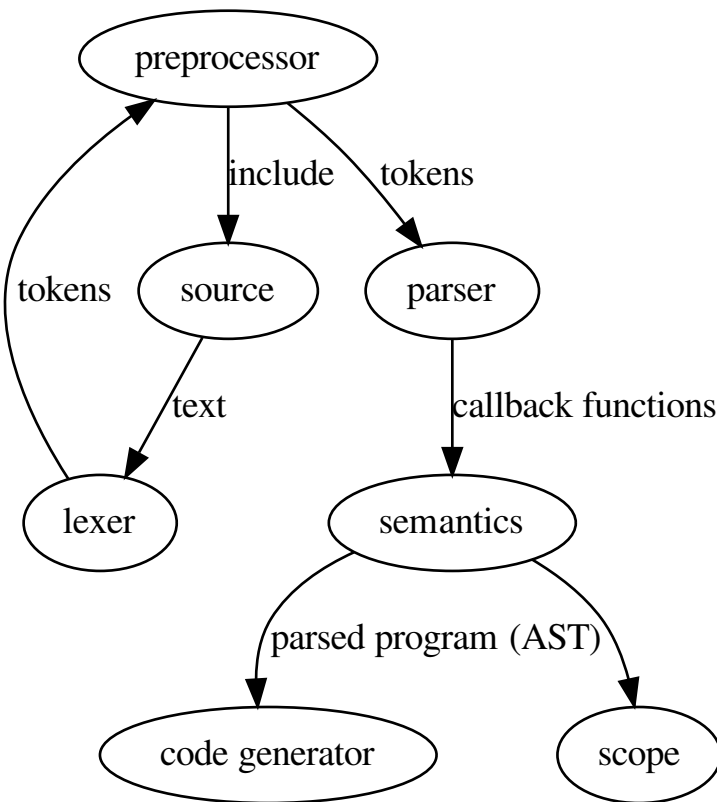 preprocessor
include
tokens
tokens
source
parser
text
callback functions
lexer
semantics
parsed program (AST)
code generator
scope